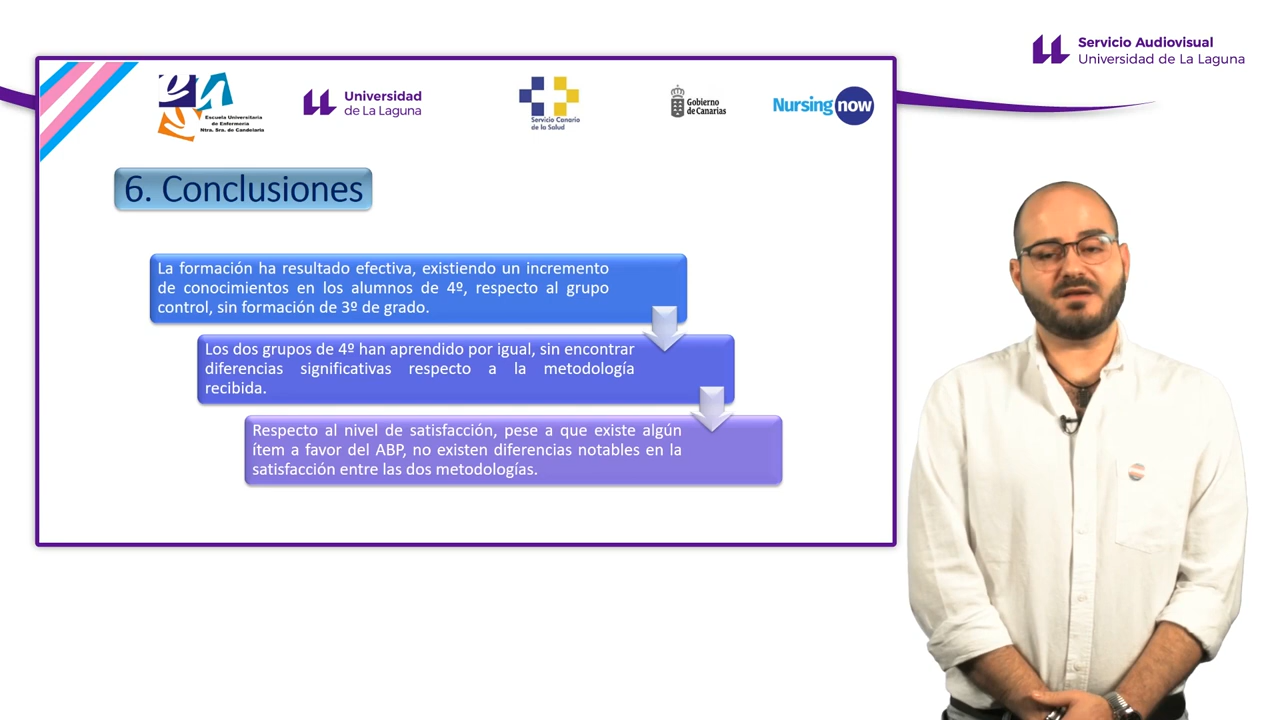 Servicio Audiovisual
Universidad de La Laguna
Escuela Universitaria
de Enfermería
Ntra. Sra. de Candelaria
Universidad
de La Laguna
Servicio Canario
de la Salud
Gobierno
de Canarias
Nursing now
6. Conclusiones
La formación ha resultado efectiva, existiendo un incremento
de conocimientos en los alumnos de 4º, respecto al grupo
control, sin formación de 3º de grado.
Los dos grupos de 4º han aprendido por igual, sin encontrar
diferencias significativas respecto a la metodología
recibida.
Respecto al nivel de satisfacción, pese a que existe algún
ítem a favor del ABP, no existen diferencias notables en la
satisfacción entre las dos metodologías.